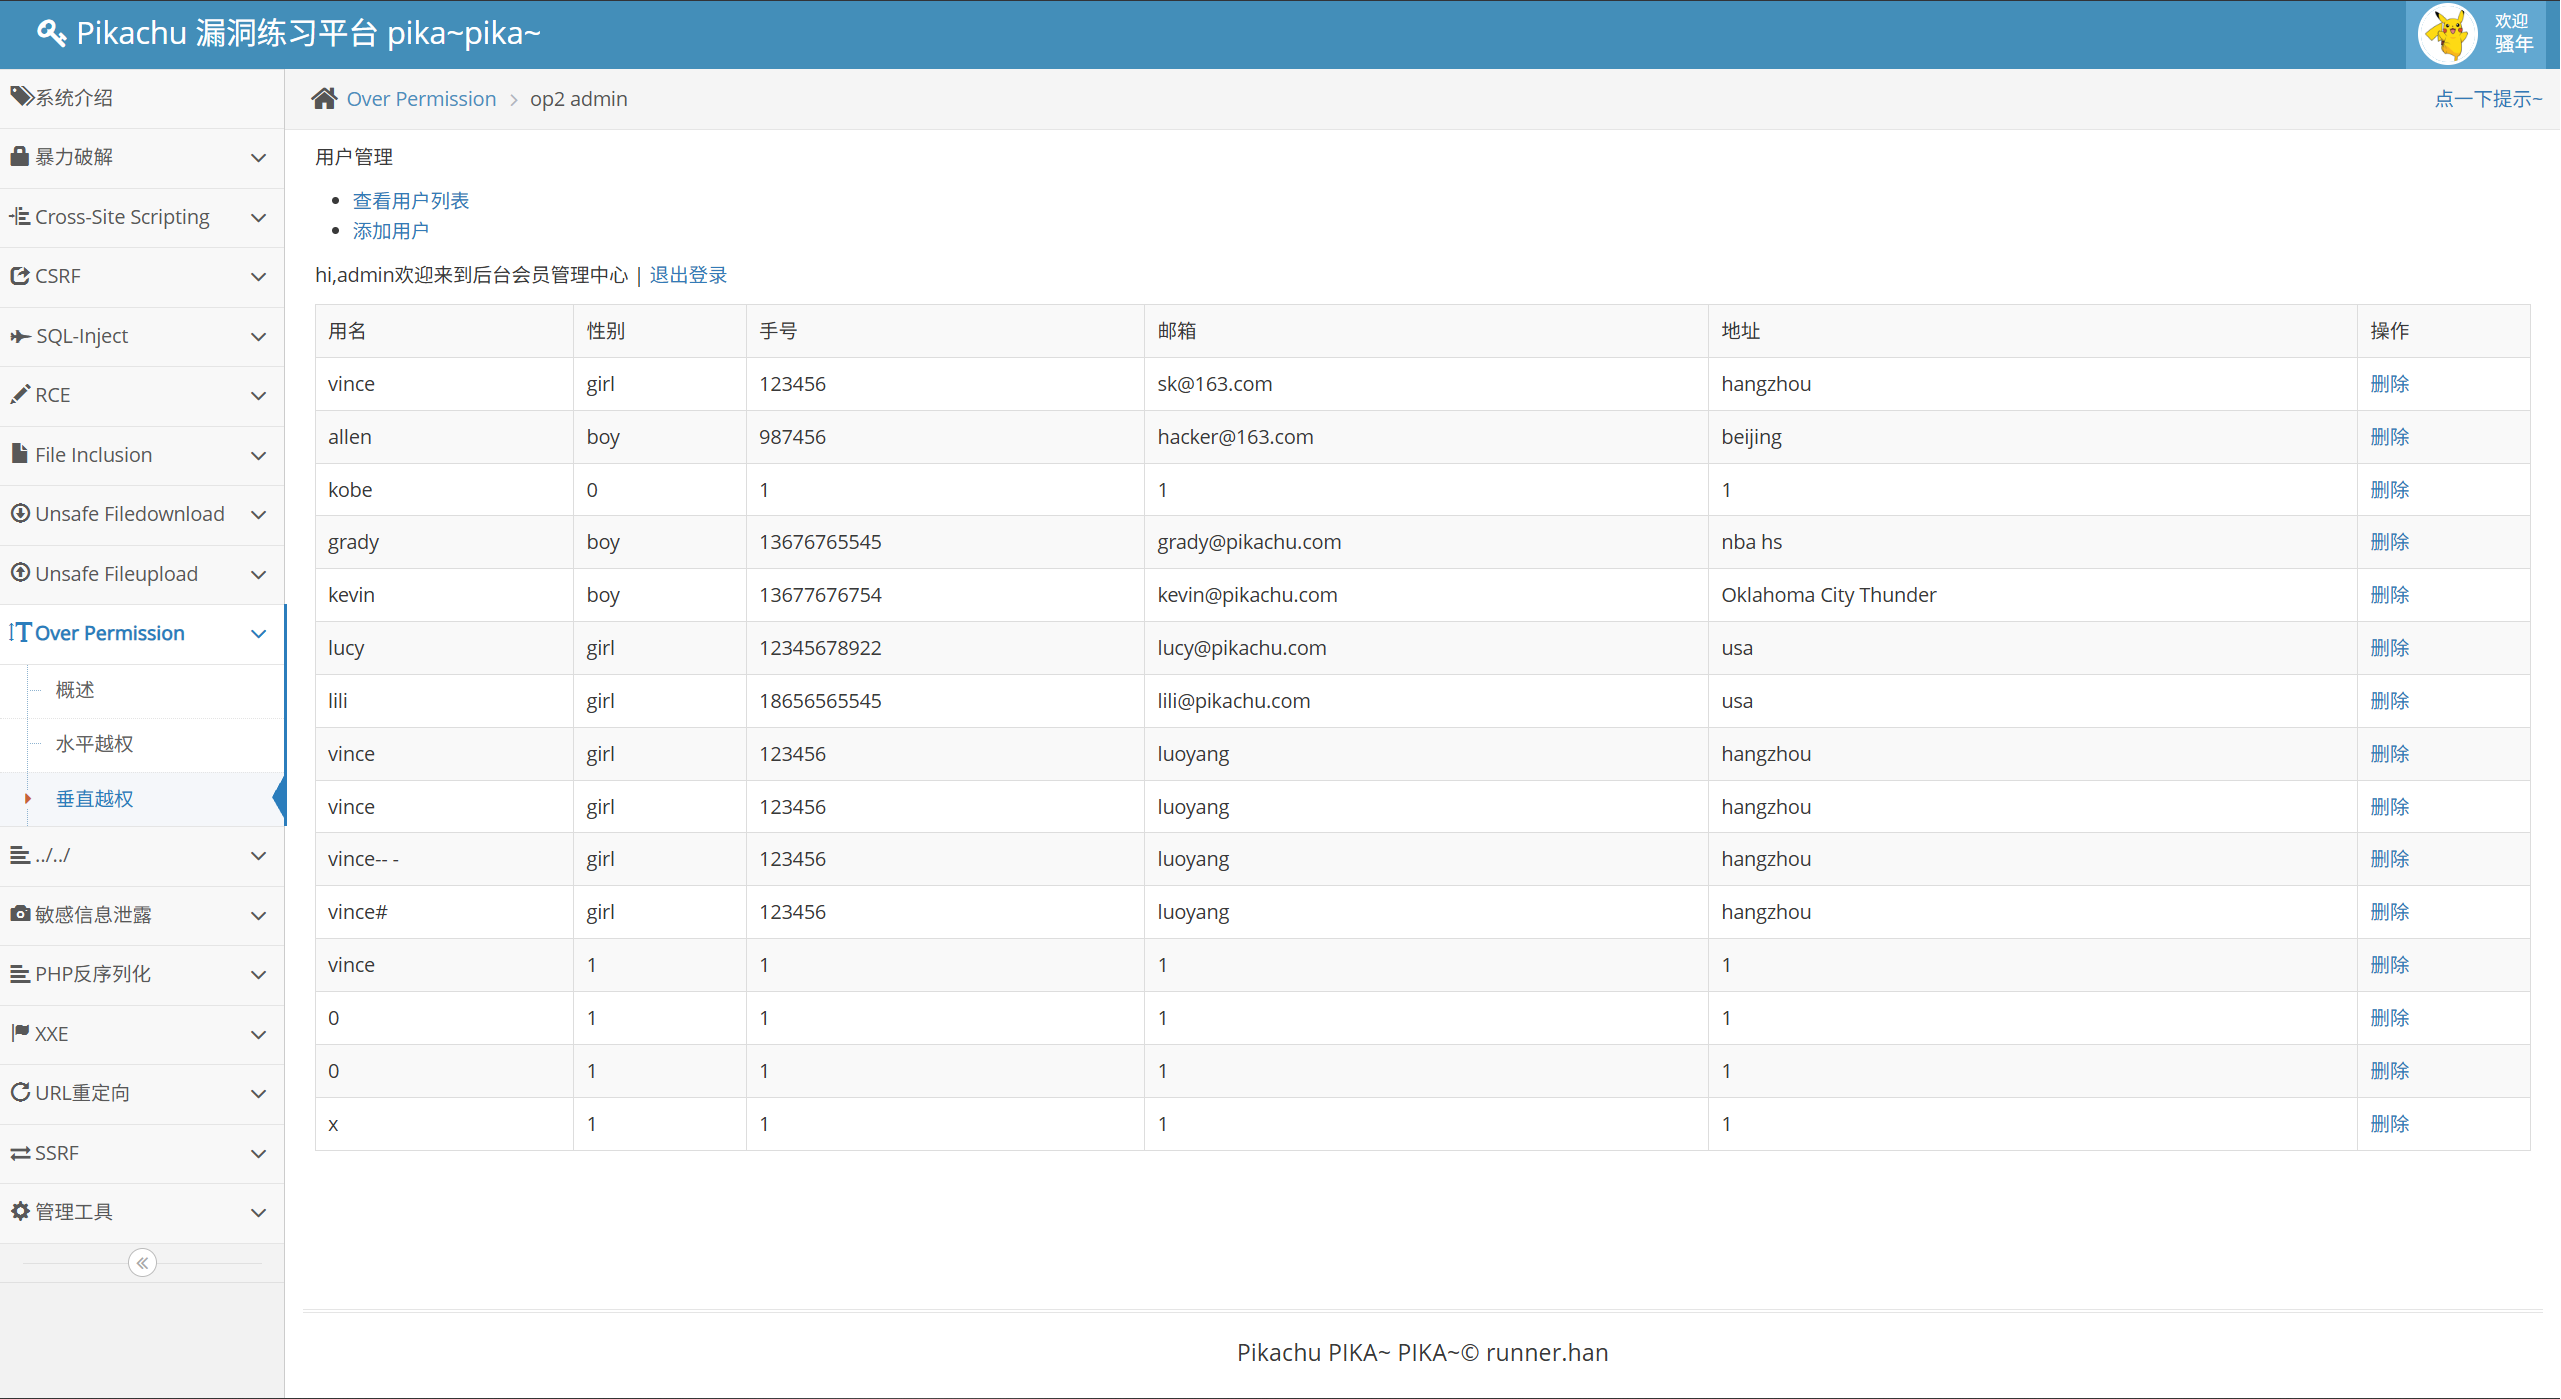 Pikachu 漏洞练习平台 pika~pika~
欢迎
骚年
系统介绍
暴力破解
Cross-Site Scripting
CSRF
SQL-Inject
RCE
File Inclusion
Unsafe Filedownload
Unsafe Fileupload
Over Permission
概述
水平越权
垂直越权
../../
敏感信息泄露
PHP反序列化
XXE
URL重定向
SSRF
管理工具
Over Permission > op2 admin
点一下提示~
用户管理
查看用户列表
添加用户
hi,admin欢迎来到后台会员管理中心 | 退出登录
用名 性别 手号 邮箱 地址 操作
vince girl 123456 sk@163.com hangzhou 删除
allen boy 987456 hacker@163.com beijing 删除
kobe 0 1 1 1 删除
grady boy 13676765545 grady@pikachu.com nba hs 删除
kevin boy 13677676754 kevin@pikachu.com Oklahoma City Thunder 删除
lucy girl 12345678922 lucy@pikachu.com usa 删除
lili girl 18656565545 lili@pikachu.com usa 删除
vince girl 123456 luoyang hangzhou 删除
vince girl 123456 luoyang hangzhou 删除
vince-- - girl 123456 luoyang hangzhou 删除
vince# girl 123456 luoyang hangzhou 删除
vince 1 1 1 1 删除
0 1 1 1 1 删除
0 1 1 1 1 删除
x 1 1 1 1 删除
Pikachu PIKA~ PIKA~© runner.han